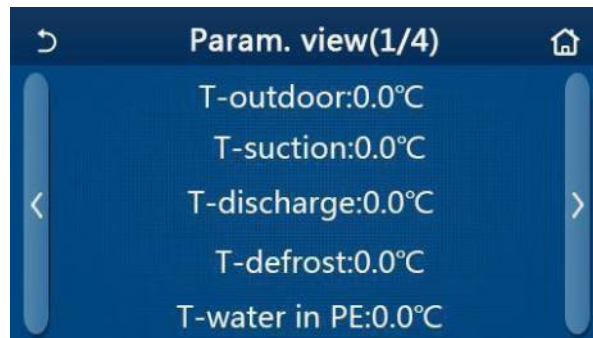 Param. view(1/4)
T-outdoor:0.0℃
T-suction:0.0℃
T-discharge:0.0℃
T-defrost:0.0℃
T-water in PE:0.0℃